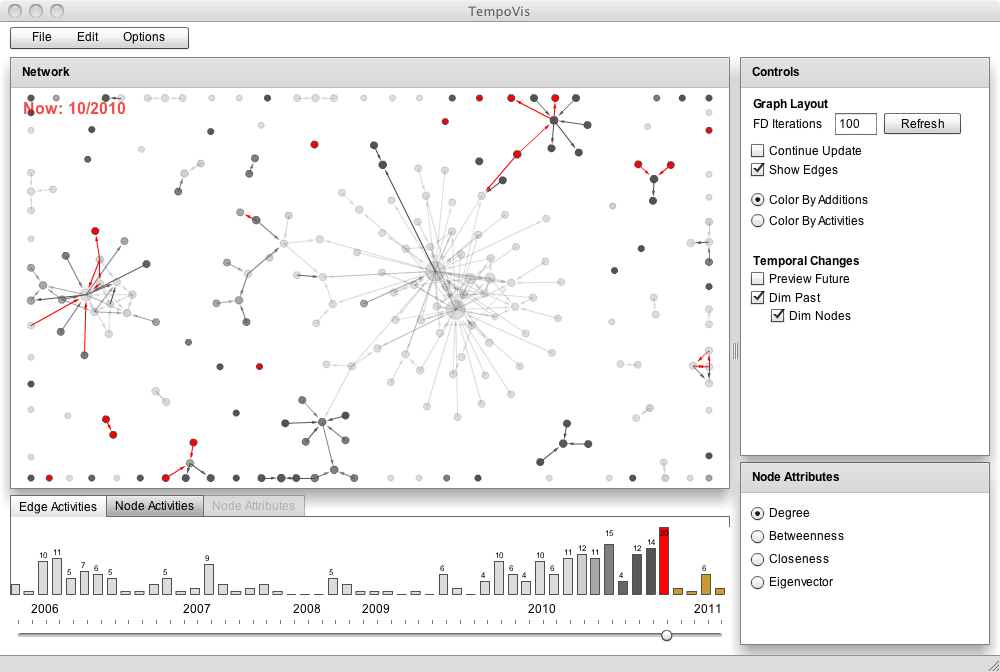 TempoVis
File Edit Options
Network
Now: 10/2010
Controls
Graph Layout
FD Iterations 100 Refresh
Continue Update
Show Edges
Color By Additions
Color By Activities
Temporal Changes
Preview Future
Dim Past
Dim Nodes
Node Attributes
Degree
Betweenness
Closeness
Eigenvector
Edge Activities Node Activities Node Attributes
10 11 5 7 6 5 5 9 5 6 4 10 6 4 10 6 11 12 11 15 4 12 14 20 6
2006 2007 2008 2009 2010 2011